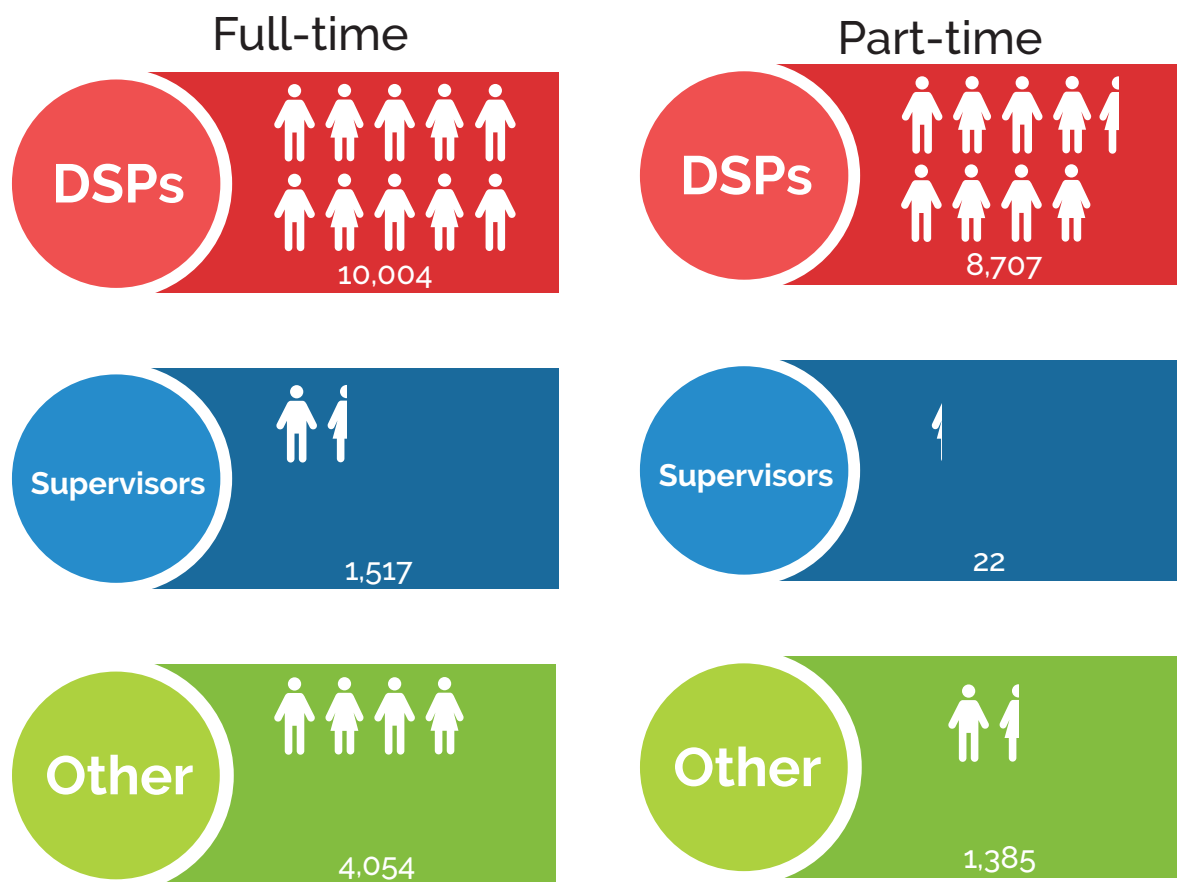 Full-time
Part-time
DSPs
10,004
DSPs
8,707
Supervisors
1,517
Supervisors
22
Other
4,054
Other
1,385